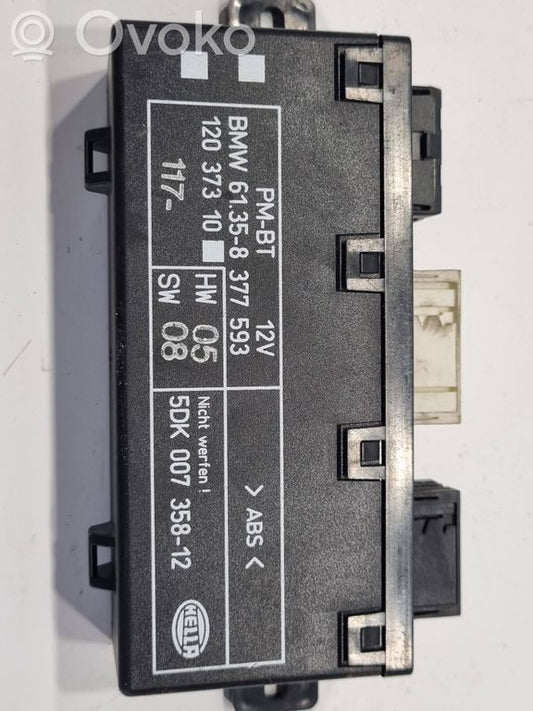 Ovoko
PM-BT 12V
BMW 61.35-8 377 593
120 373 10
117-
HW 05
SW 08
> ABS <
Nicht werfen !
5DK 007 358-12
HELLA